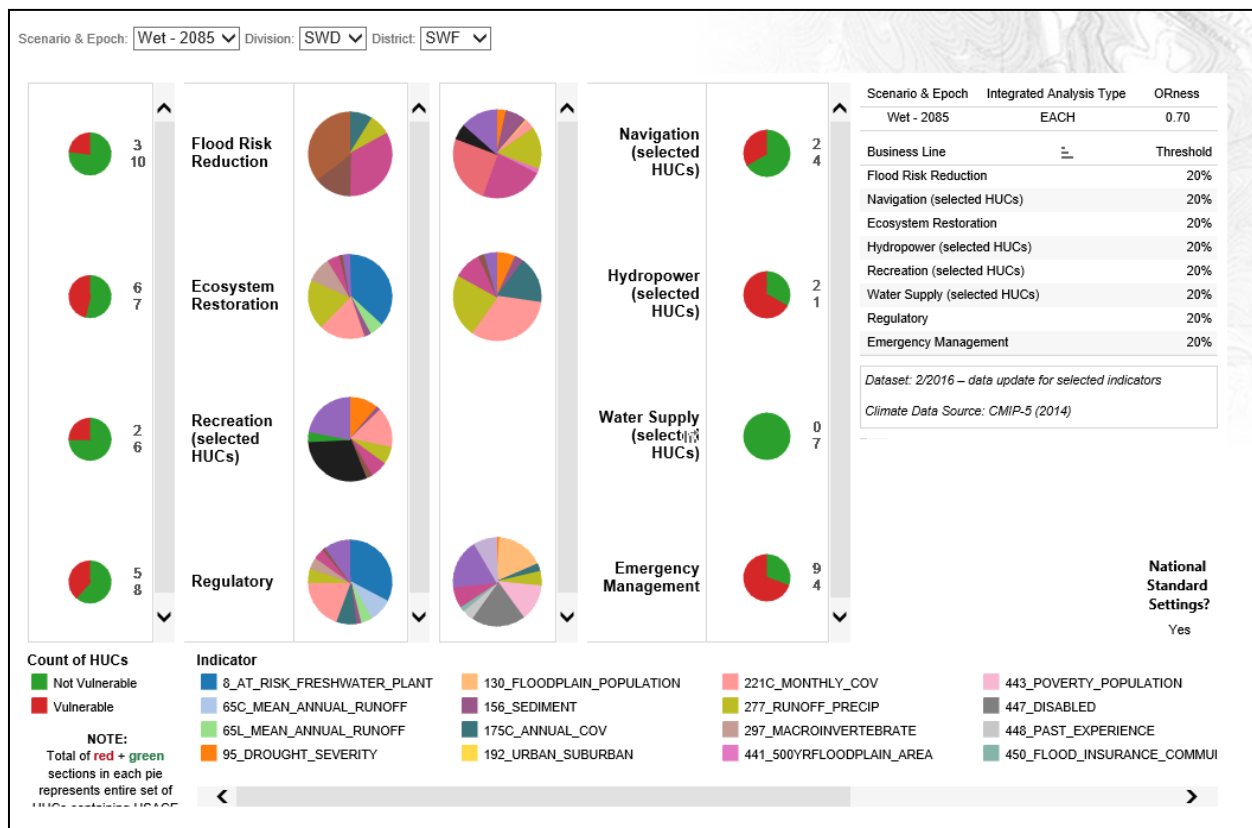 Scenario & Epoch: Wet - 2085 Division: SWD District: SWF
3
10
Flood Risk
Reduction
Navigation
(selected
HUCs)
2
4
6
7
Ecosystem
Restoration
Hydropower
(selected
HUCs)
2
1
2
6
Recreation
(selected
HUCs)
Water Supply
HUCs)
0
7
5
8
Regulatory
Emergency
Management
9
4
Scenario & Epoch Integrated Analysis Type ORness
Wet - 2085 EACH 0.70
Business Line Threshold
Flood Risk Reduction 20%
Navigation (selected HUCs) 20%
Ecosystem Restoration 20%
Hydropower (selected HUCs) 20%
Recreation (selected HUCs) 20%
Water Supply (selected HUCs) 20%
Regulatory 20%
Emergency Management 20%
Dataset: 2/2016 – data update for selected indicators
Climate Data Source: CMIP-5 (2014)
National
Standard
Settings?
Yes
Count of HUCs
Not Vulnerable
Vulnerable
NOTE:
Total of red + green
sections in each pie
represents entire set of
Indicator
8_AT_RISK_FRESHWATER_PLANT 130_FLOODPLAIN_POPULATION 221C_MONTHLY_COV 443_POVERTY_POPULATION
65C_MEAN_ANNUAL_RUNOFF 156_SEDIMENT 277_RUNOFF_PRECIP 447_DISABLED
65L_MEAN_ANNUAL_RUNOFF 175C_ANNUAL_COV 297_MACROINVERTEBRATE 448_PAST_EXPERIENCE
95_DROUGHT_SEVERITY 192_URBAN_SUBURBAN 441_500YRFLOODPLAIN_AREA 450_FLOOD_INSURANCE_COMMUI